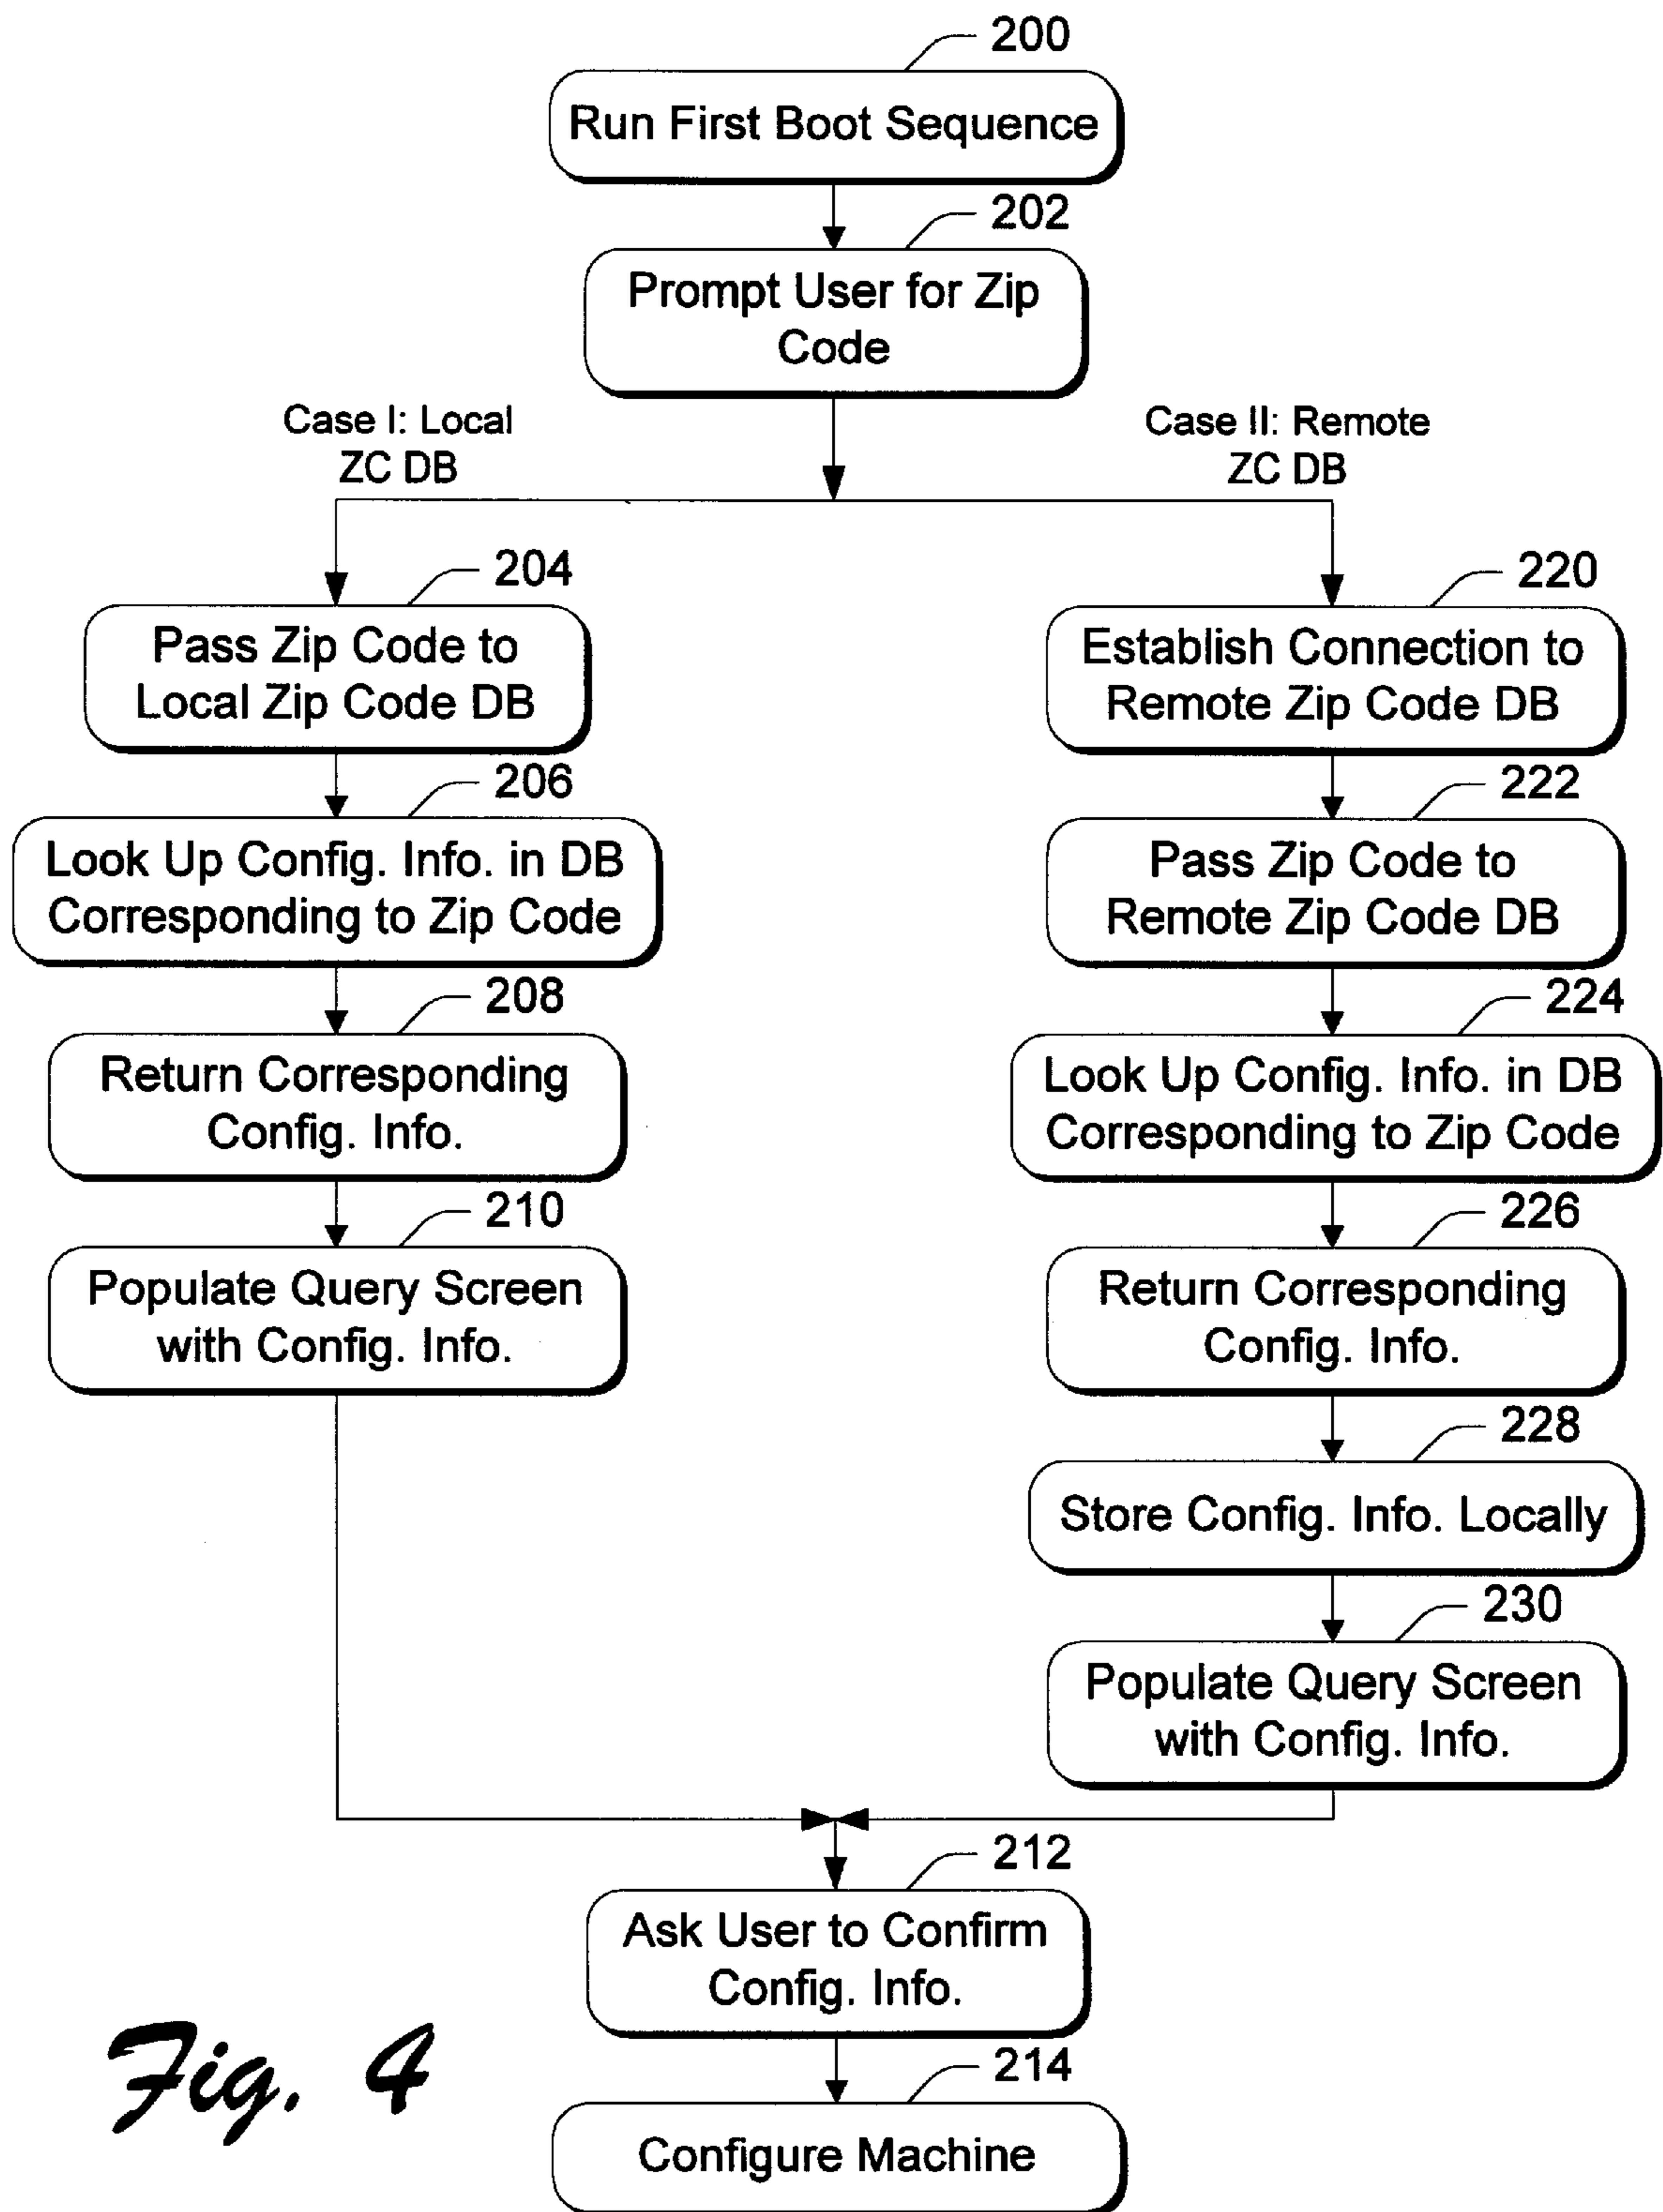 200
Run First Boot Sequence
202
Prompt User for Zip
Code
Case I: Local
ZC DB
Case II: Remote
ZC DB
204
Pass Zip Code to
Local Zip Code DB
206
Look Up Config. Info. in DB
Corresponding to Zip Code
208
Return Corresponding
Config. Info.
210
Populate Query Screen
with Config. Info.
220
Establish Connection to
Remote Zip Code DB
222
Pass Zip Code to
Remote Zip Code DB
224
Look Up Config. Info. in DB
Corresponding to Zip Code
226
Return Corresponding
Config. Info.
228
Store Config. Info. Locally
230
Populate Query Screen
with Config. Info.
212
Ask User to Confirm
Config. Info.
214
Configure Machine
Fig. 4